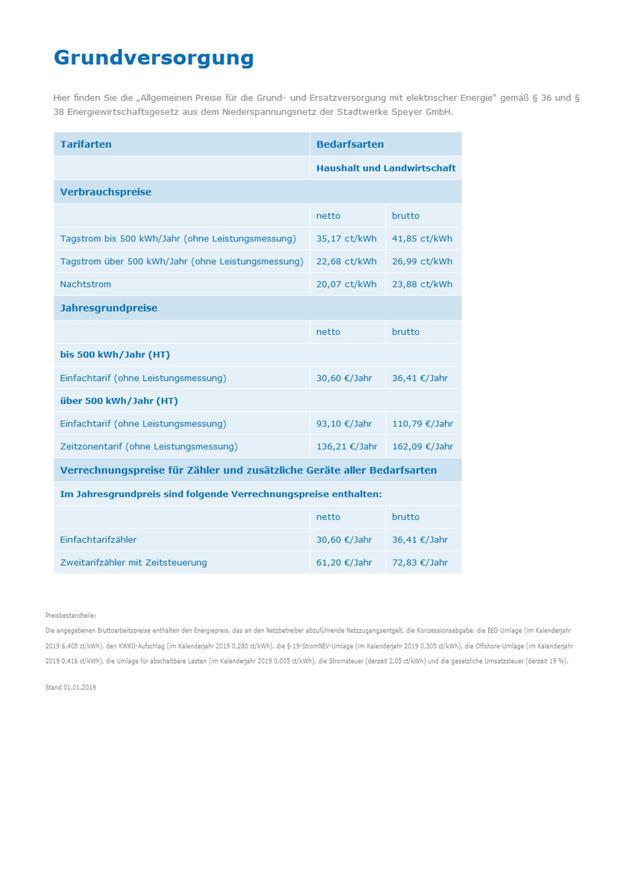 Grundversorgung
Hier finden Sie die „Allgemeinen Preise für die Grund- und Ersatzversorgung mit elektrischer Energie" gemäß § 36 und §
38 Energiewirtschaftsgesetz aus dem Niederspannungsnetz der Stadtwerke Speyer GmbH.
Tarifarten Bedarfsarten
Haushalt und Landwirtschaft
Verbrauchspreise
netto brutto
Tagstrom bis 500 kWh/Jahr (ohne Leistungsmessung) 35,17 ct/kWh 41,85 ct/kWh
Tagstrom über 500 kWh/Jahr (ohne Leistungsmessung) 22,68 ct/kWh 26,99 ct/kWh
Nachtstrom 20,07 ct/kWh 23,88 ct/kWh
Jahresgrundpreise
netto brutto
bis 500 kWh/Jahr (HT)
Einfachtarif (ohne Leistungsmessung) 30,60 €/Jahr 36,41 €/Jahr
über 500 kWh/Jahr (HT)
Einfachtarif (ohne Leistungsmessung) 93,10 €/Jahr 110,79 €/Jahr
Zeitzonentarif (ohne Leistungsmessung) 136,21 €/Jahr 162,09 €/Jahr
Verrechnungspreise für Zähler und zusätzliche Geräte aller Bedarfsarten
Im Jahresgrundpreis sind folgende Verrechnungspreise enthalten:
netto brutto
Einfachtarifzähler 30,60 €/Jahr 36,41 €/Jahr
Zweitarifzähler mit Zeitsteuerung 61,20 €/Jahr 72,83 €/Jahr
Preisbestandteile:
Die angegebenen Bruttoarbeitspreise enthalten den Energiepreis, das an den Netzbetreiber abzuführende Netzzugangsentgelt, die Konzessionsabgabe, die EEG-Umlage (im Kalenderjahr
2019 6,405 ct/kWh), den KWKG-Aufschlag (im Kalenderjahr 2019 0,280 ct/kWh), die §-19-StromNEV-Umlage (im Kalenderjahr 2019 0,305 ct/kWh), die Offshore-Umlage (im Kalenderjahr
2019 0,416 ct/kWh), die Umlage für abschaltbare Lasten (im Kalenderjahr 2019 0,005 ct/kWh), die Stromsteuer (derzeit 2,05 ct/kWh) und die gesetzliche Umsatzsteuer (derzeit 19 %).
Stand 01.01.2019